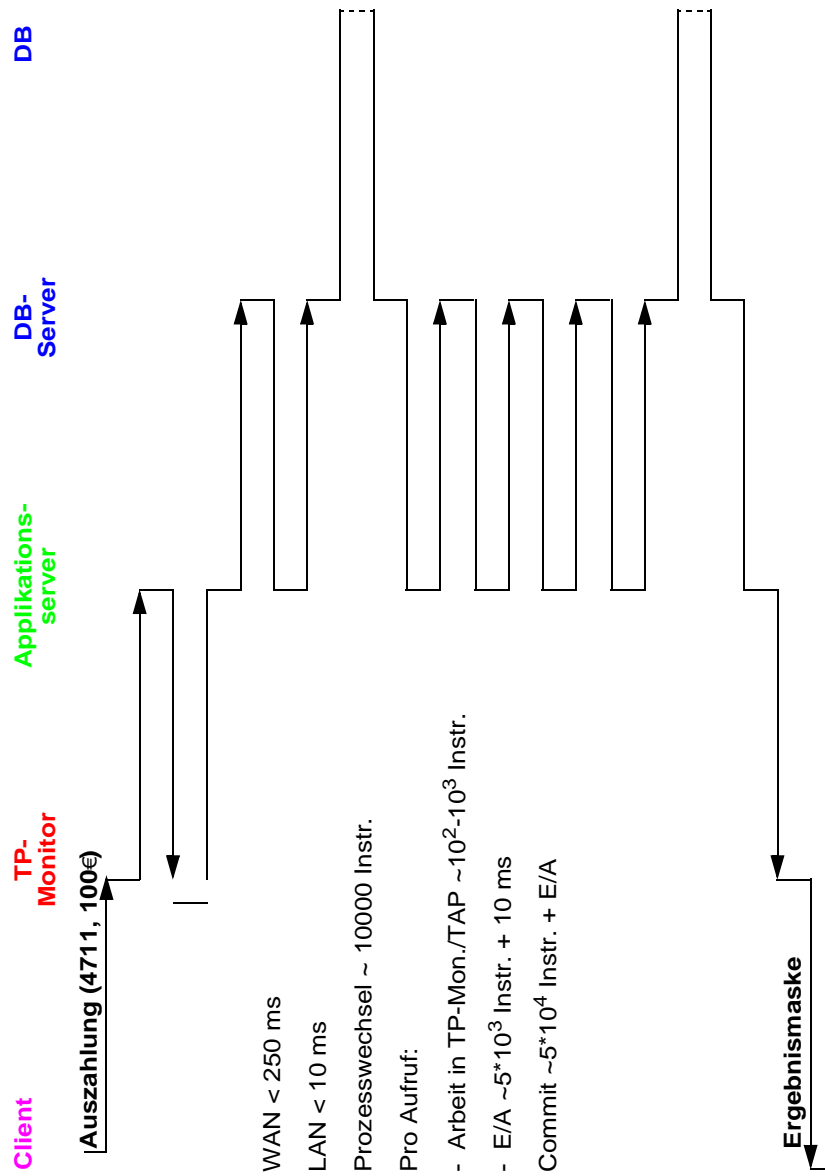 Client
TP-
Monitor
Applikations-
server
DB-
Server
DB
Auszahlung (4711, 100€)
WAN < 250 ms
LAN < 10 ms
Prozesswechsel ~ 10000 Instr.
Pro Aufruf:
- Arbeit in TP-Mon./TAP ~10²-10³ Instr.
- E/A ~5*10³ Instr. + 10 ms
Commit ~5*10⁴ Instr. + E/A
Ergebnismaske